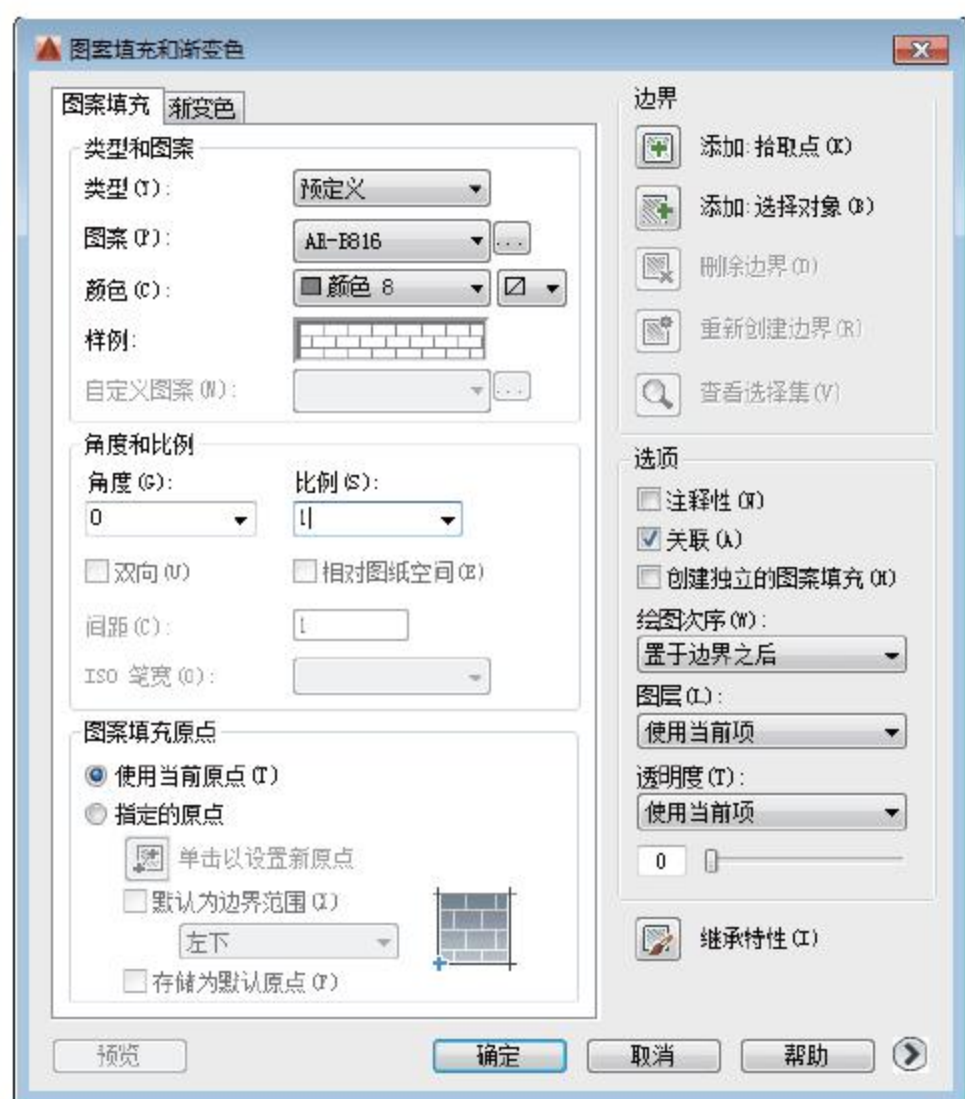 图案填充和渐变色
图案填充 渐变色
类型和图案
类型(Y): 预定义
图案(P): AR-B816 ...
颜色(C): 颜色 8
样例:
自定义图案(M): ...
角度和比例
角度(G): 比例(S):
0 1
双向(U) 相对图纸空间(E)
间距(C): 1
ISO 笔宽(O):
图案填充原点
使用当前原点(T)
指定的原点
单击以设置新原点
默认为边界范围(X)
左下
存储为默认原点(F)
边界
添加:拾取点(K)
添加:选择对象(B)
删除边界(D)
重新创建边界(R)
查看选择集(V)
选项
注释性(N)
关联(A)
创建独立的图案填充(H)
绘图次序(W):
置于边界之后
图层(L):
使用当前项
透明度(T):
使用当前项
0
继承特性(I)
预览 确定 取消 帮助